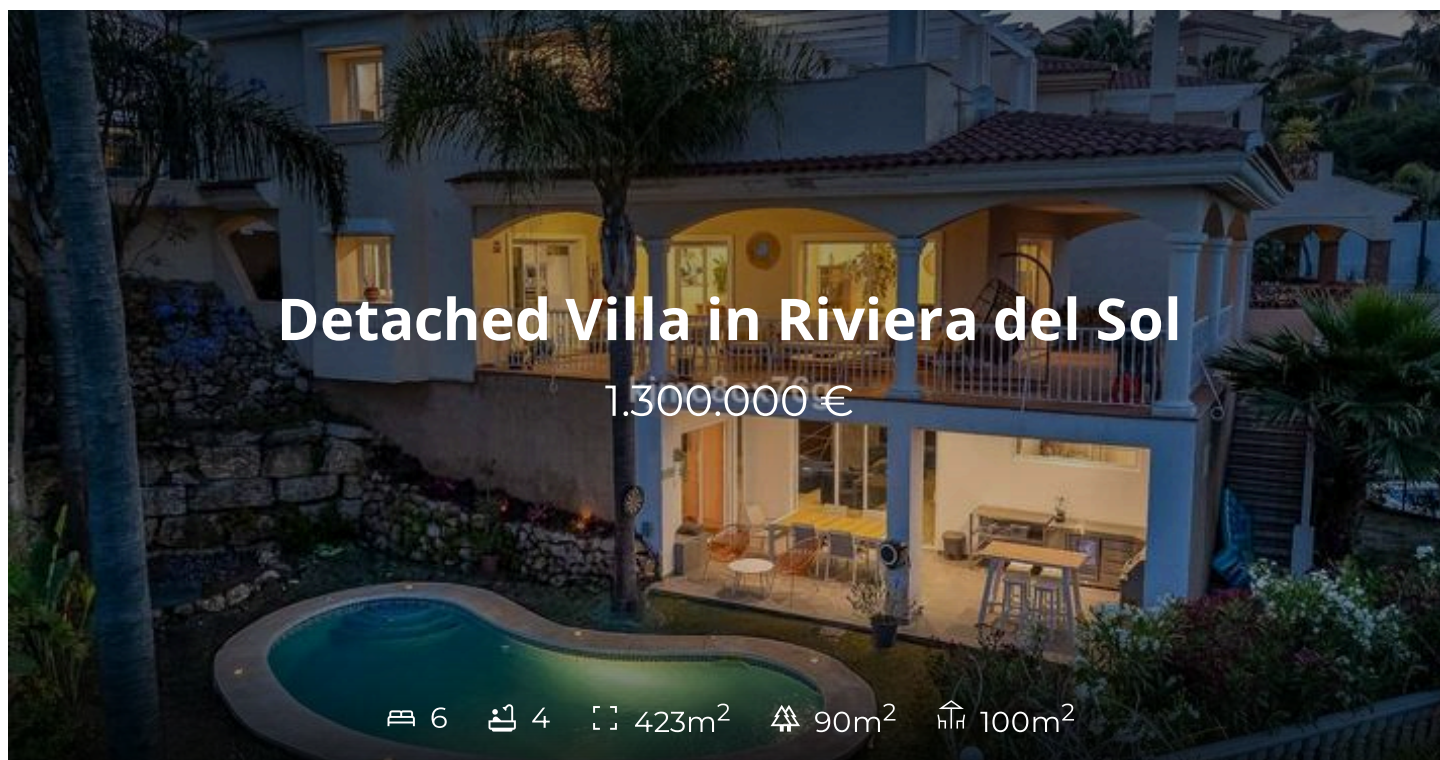 Detached Villa in Riviera del Sol
1.300.000 €
6 4 423m² 90m² 100m²